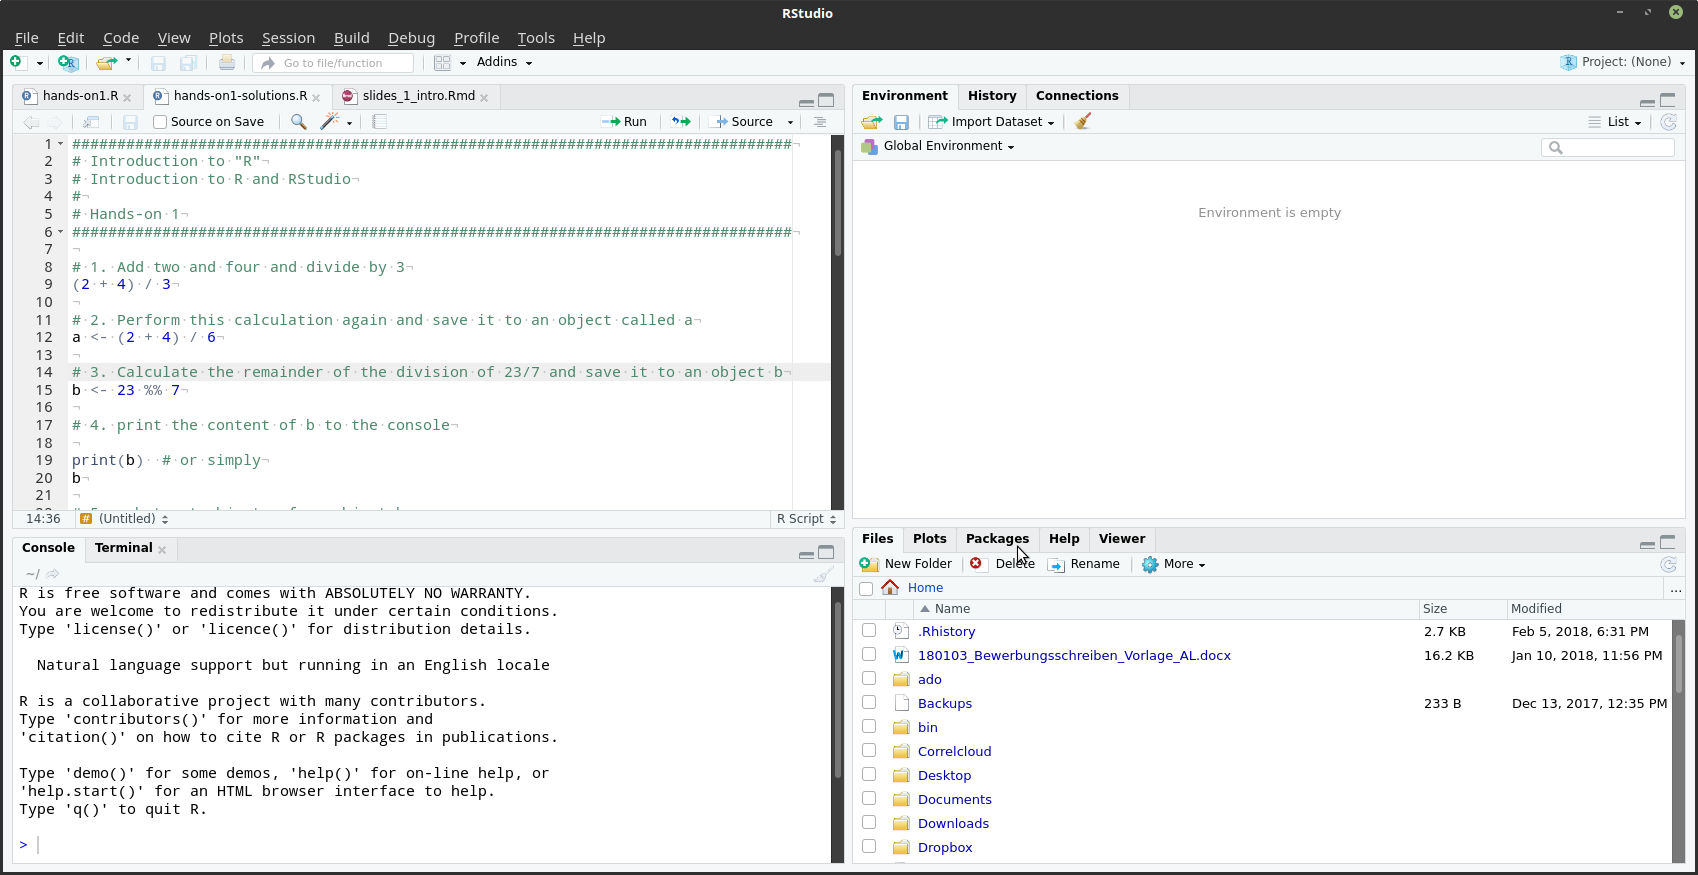 RStudio
File Edit Code View Plots Session Build Debug Profile Tools Help
Go to file/function Addins Project: (None)
hands-on1.R hands-on1-solutions.R slides_1_intro.Rmd
Source on Save Run Source
1 ################################################################################
2 # Introduction to "R"
3 # Introduction to R and RStudio
4 #
5 # Hands-on 1
6 ################################################################################
7
8 # 1. Add two and four and divide by 3
9 (2 + 4) / 3
10
11 # 2. Perform this calculation again and save it to an object called a
12 a <- (2 + 4) / 6
13
14 # 3. Calculate the remainder of the division of 23/7 and save it to an object b
15 b <- 23 %% 7
16
17 # 4. print the content of b to the console
18
19 print(b)  # or simply
20 b
21
14:36 (Untitled) R Script
Console Terminal
~/
R is free software and comes with ABSOLUTELY NO WARRANTY.
You are welcome to redistribute it under certain conditions.
Type 'license()' or 'licence()' for distribution details.
Natural language support but running in an English locale
R is a collaborative project with many contributors.
Type 'contributors()' for more information and
'citation()' on how to cite R or R packages in publications.
Type 'demo()' for some demos, 'help()' for on-line help, or
'help.start()' for an HTML browser interface to help.
Type 'q()' to quit R.
>
Environment History Connections
Import Dataset List
Global Environment
Environment is empty
Files Plots Packages Help Viewer
New Folder Delete Rename More
Home ...
Name Size Modified
.Rhistory 2.7 KB Feb 5, 2018, 6:31 PM
180103_Bewerbungsschreiben_Vorlage_AL.docx 16.2 KB Jan 10, 2018, 11:56 PM
ado
Backups 233 B Dec 13, 2017, 12:35 PM
bin
Correlcloud
Desktop
Documents
Downloads
Dropbox